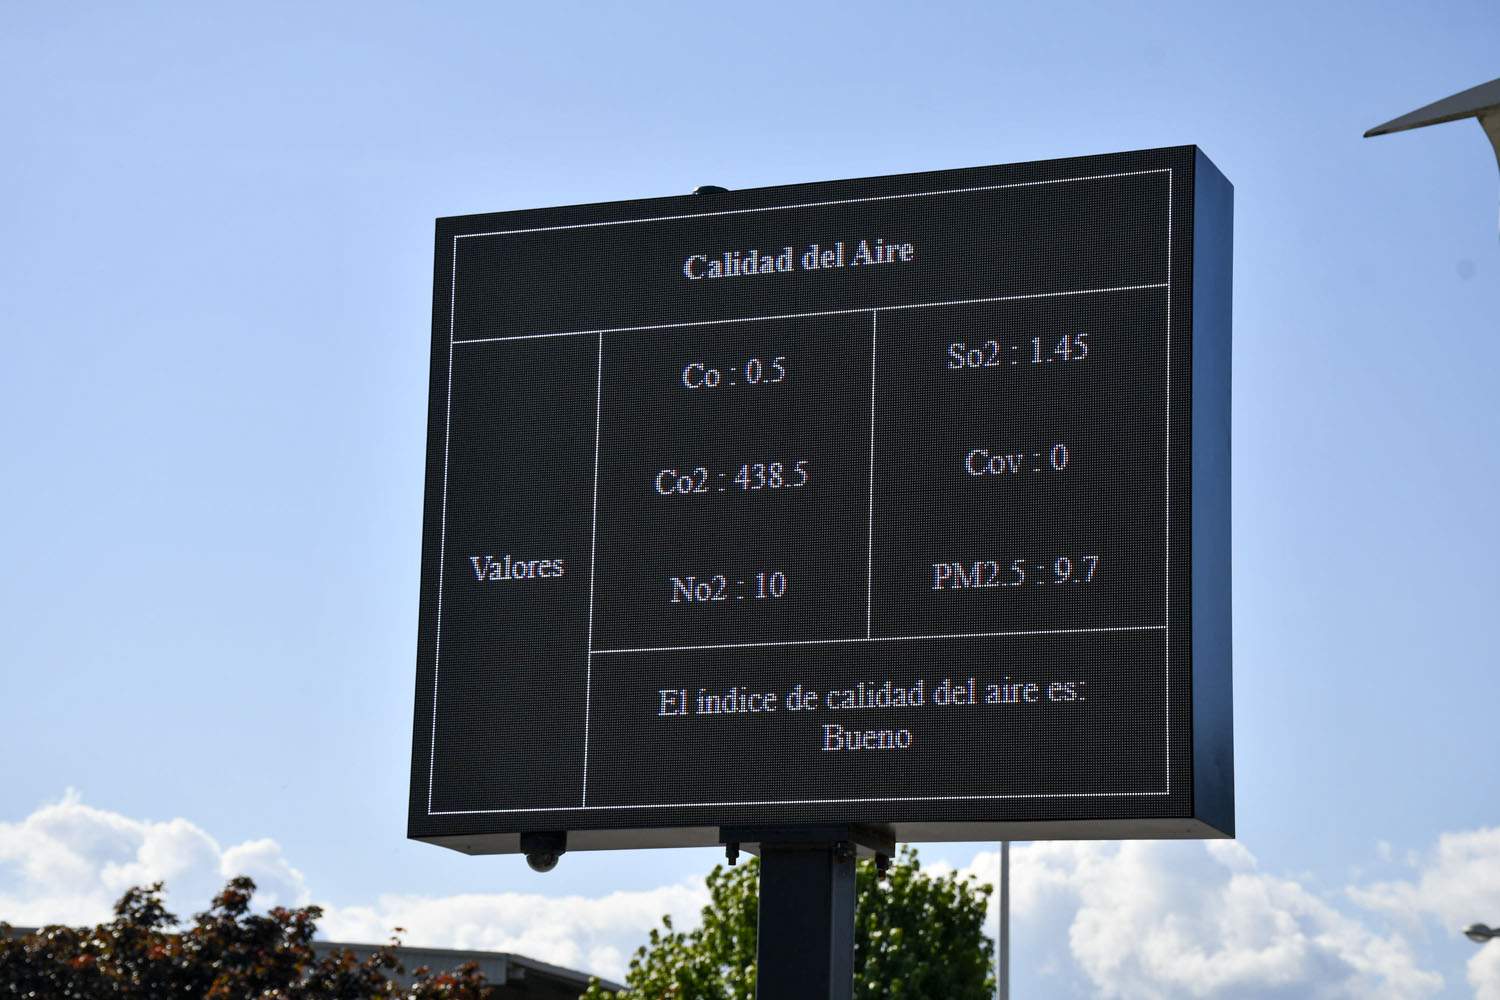 Calidad del Aire
Valores
Co : 0.5
Co2 : 438.5
No2 : 10
So2 : 1.45
Cov : 0
PM2.5 : 9.7
El índice de calidad del aire es:
Bueno